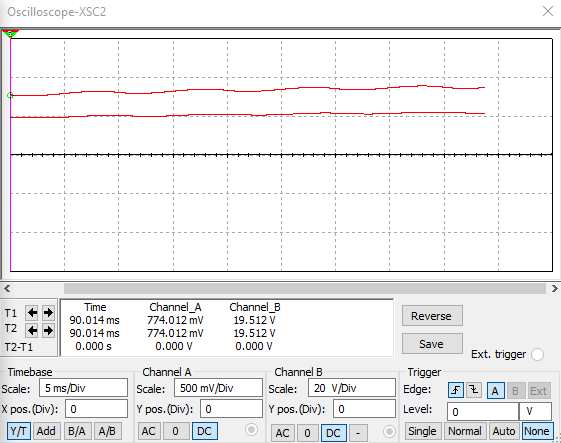 Oscilloscope-XSC2
Time Channel_A Channel_B
T1 90.014 ms 774.012 mV 19.512 V
T2 90.014 ms 774.012 mV 19.512 V
T2-T1 0.000 s 0.000 V 0.000 V
Reverse
Save
Ext. trigger
Timebase Channel A Channel B Trigger
Scale: 5 ms/Div Scale: 500 mV/Div Scale: 20 V/Div Edge: A B Ext
X pos.(Div): 0 Y pos.(Div): 0 Y pos.(Div): 0 Level: 0 V
Y/T Add B/A A/B AC 0 DC AC 0 DC - Single Normal Auto None